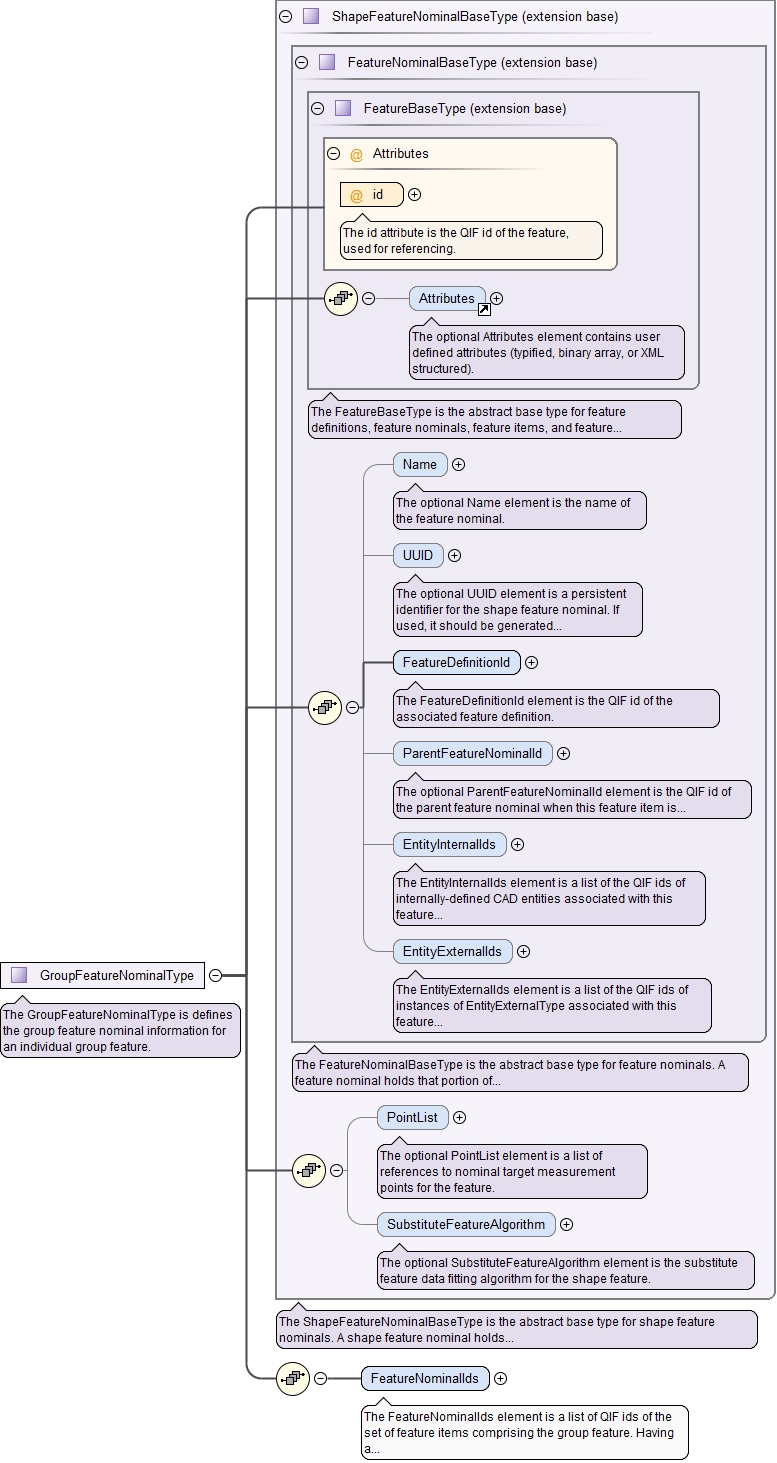 ShapeFeatureNominalBaseType (extension base)
FeatureNominalBaseType (extension base)
FeatureBaseType (extension base)
@ Attributes
@ id
The id attribute is the QIF id of the feature,
used for referencing.
Attributes
The optional Attributes element contains user
defined attributes (typified, binary array, or XML
structured).
The FeatureBaseType is the abstract base type for feature
definitions, feature nominals, feature items, and feature...
Name
The optional Name element is the name of
the feature nominal.
UUID
The optional UUID element is a persistent
identifier for the shape feature nominal. If
used, it should be generated...
FeatureDefinitionId
The FeatureDefinitionId element is the QIF id of the
associated feature definition.
ParentFeatureNominalId
The optional ParentFeatureNominalId element is the QIF id of
the parent feature nominal when this feature item is...
EntityInternalIds
The EntityInternalIds element is a list of the QIF ids of
internally-defined CAD entities associated with this
feature...
EntityExternalIds
The EntityExternalIds element is a list of the QIF ids of
instances of EntityExternalType associated with this
feature...
GroupFeatureNominalType
The GroupFeatureNominalType is defines
the group feature nominal information for
an individual group feature.
The FeatureNominalBaseType is the abstract base type for feature nominals. A
feature nominal holds that portion of...
PointList
The optional PointList element is a list of
references to nominal target measurement
points for the feature.
SubstituteFeatureAlgorithm
The optional SubstituteFeatureAlgorithm element is the substitute
feature data fitting algorithm for the shape feature.
The ShapeFeatureNominalBaseType is the abstract base type for shape feature
nominals. A shape feature nominal holds...
FeatureNominalIds
The FeatureNominalIds element is a list of QIF ids of the
set of feature items comprising the group feature. Having
a...